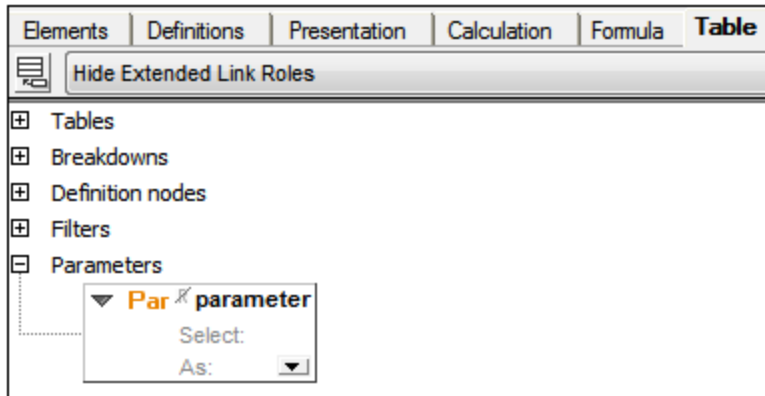 Elements Definitions Presentation Calculation Formula Table
Hide Extended Link Roles
Tables
Breakdowns
Definition nodes
Filters
Parameters
Par R parameter
Select:
As: